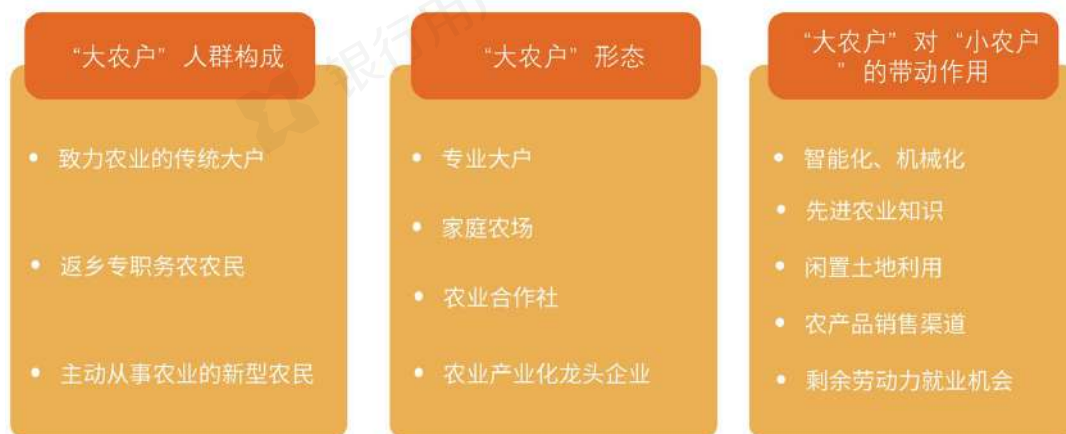 “大农户” 人群构成
• 致力农业的传统大户
• 返乡专职务农农民
• 主动从事农业的新型农民
“大农户” 形态
• 专业大户
• 家庭农场
• 农业合作社
• 农业产业化龙头企业
“大农户” 对 “小农户
” 的带动作用
• 智能化、机械化
• 先进农业知识
• 闲置土地利用
• 农产品销售渠道
• 剩余劳动力就业机会
银行用